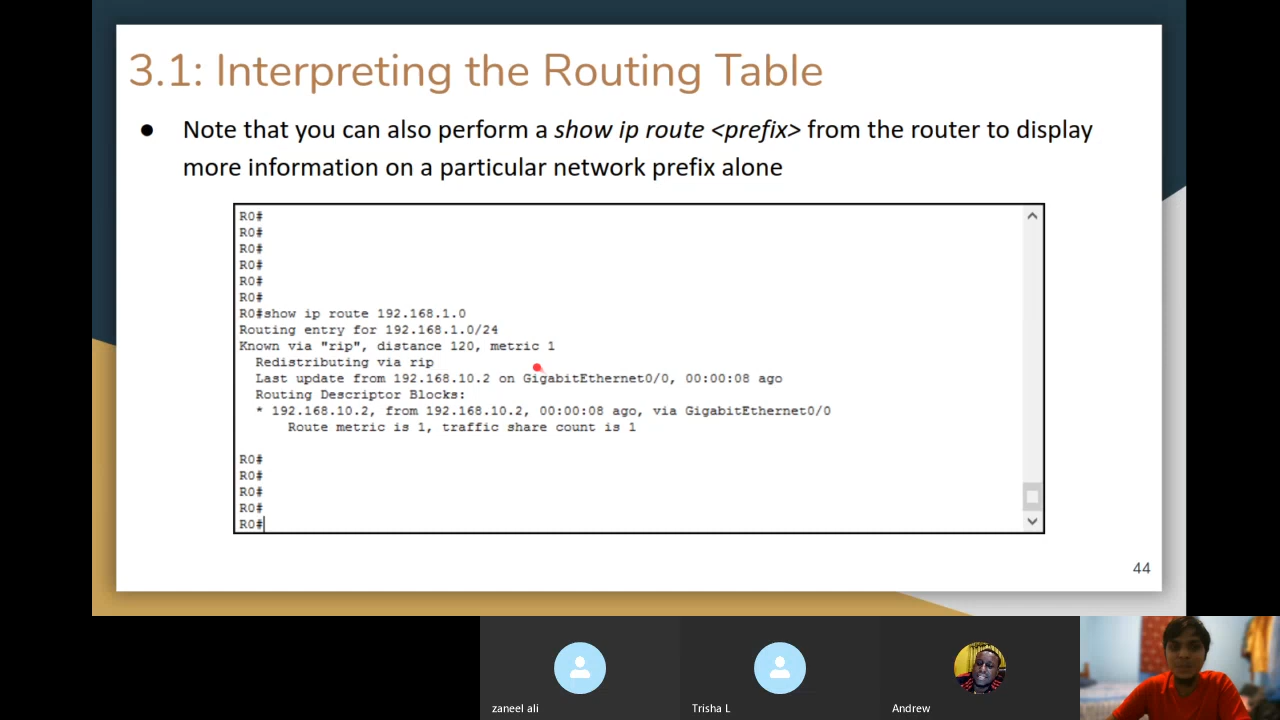 3.1: Interpreting the Routing Table
● Note that you can also perform a show ip route <prefix> from the router to display
more information on a particular network prefix alone
R0#
R0#
R0#
R0#
R0#
R0#
R0#show ip route 192.168.1.0
Routing entry for 192.168.1.0/24
Known via "rip", distance 120, metric 1
Redistributing via rip
Last update from 192.168.10.2 on GigabitEthernet0/0, 00:00:08 ago
Routing Descriptor Blocks:
* 192.168.10.2, from 192.168.10.2, 00:00:08 ago, via GigabitEthernet0/0
Route metric is 1, traffic share count is 1
R0#
R0#
R0#
R0#
R0#
44
zaneel ali
Trisha L
Andrew